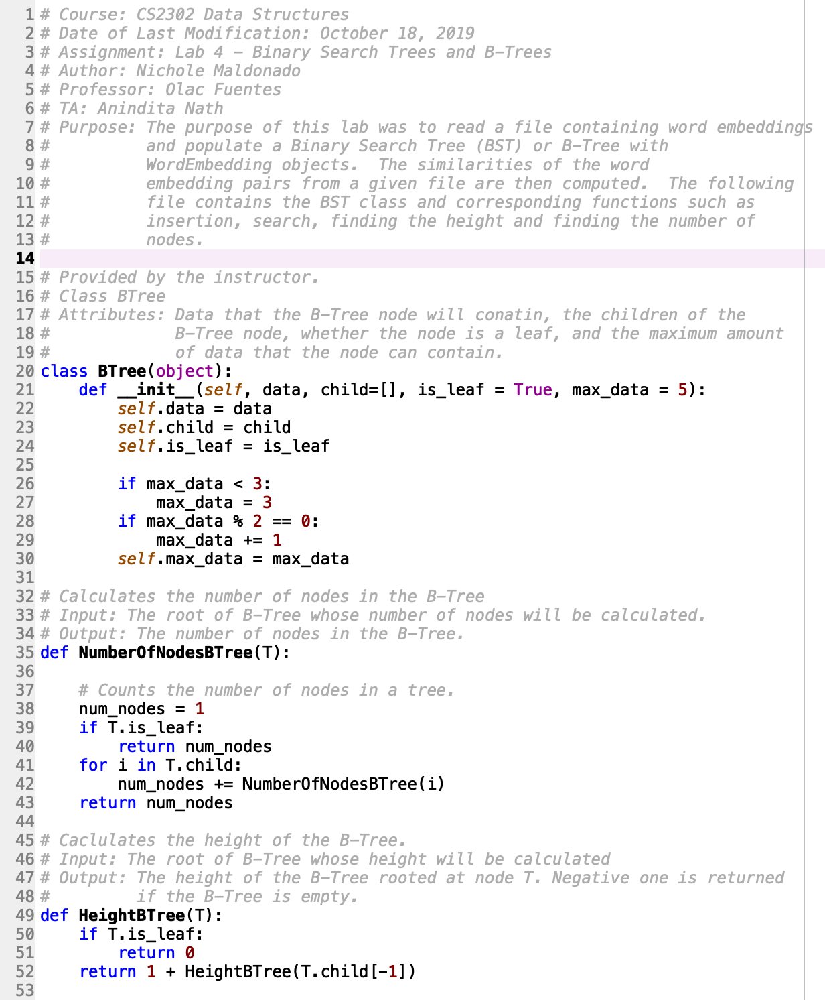 1 # Course: CS2302 Data Structures
2 # Date of Last Modification: October 18, 2019
3 # Assignment: Lab 4 – Binary Search Trees and B–Trees
4 # Author: Nichole Maldonado
5 # Professor: Olac Fuentes
6 # TA: Anindita Nath
7 # Purpose: The purpose of this lab was to read a file containing word embeddings
8 #          and populate a Binary Search Tree (BST) or B–Tree with
9 #          WordEmbedding objects.  The similarities of the word
10 #          embedding pairs from a given file are then computed.  The following
11 #          file contains the BST class and corresponding functions such as
12 #          insertion, search, finding the height and finding the number of
13 #          nodes.
14
15 # Provided by the instructor.
16 # Class BTree
17 # Attributes: Data that the B–Tree node will conatin, the children of the
18 #             B–Tree node, whether the node is a leaf, and the maximum amount
19 #             of data that the node can contain.
20 class BTree(object):
21     def __init__(self, data, child=[], is_leaf = True, max_data = 5):
22         self.data = data
23         self.child = child
24         self.is_leaf = is_leaf
25
26         if max_data < 3:
27             max_data = 3
28         if max_data % 2 == 0:
29             max_data += 1
30         self.max_data = max_data
31
32 # Calculates the number of nodes in the B–Tree
33 # Input: The root of B–Tree whose number of nodes will be calculated.
34 # Output: The number of nodes in the B–Tree.
35 def NumberOfNodesBTree(T):
36
37     # Counts the number of nodes in a tree.
38     num_nodes = 1
39     if T.is_leaf:
40         return num_nodes
41     for i in T.child:
42         num_nodes += NumberOfNodesBTree(i)
43     return num_nodes
44
45 # Caclulates the height of the B–Tree.
46 # Input: The root of B–Tree whose height will be calculated
47 # Output: The height of the B–Tree rooted at node T. Negative one is returned
48 #         if the B–Tree is empty.
49 def HeightBTree(T):
50     if T.is_leaf:
51         return 0
52     return 1 + HeightBTree(T.child[-1])
53